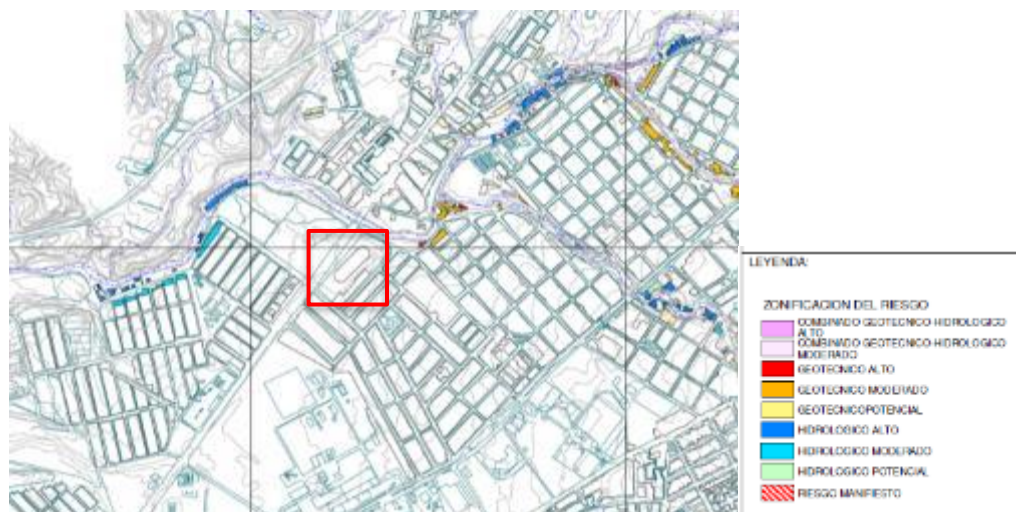 LEYENDA:
ZONIFICACION DEL RIESGO
COMBINADO GEOTECNICO-HIDROLOGICO
ALTO
COMBINADO GEOTECNICO-HIDROLOGICO
MODERADO
GEOTECNICO ALTO
GEOTECNICO MODERADO
GEOTECNICOPOTENCIAL
HIDROLOGICO ALTO
HIDROLOGICO MODERADO
HIDROLOGICO POTENCIAL
RIESGO MANIFIESTO